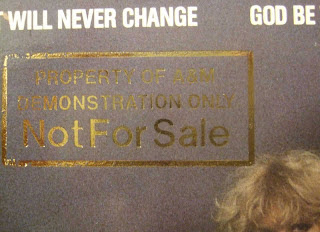 WILL NEVER CHANGE GOD BE
PROPERTY OF A&M
DEMONSTRATION ONLY
Not For Sale